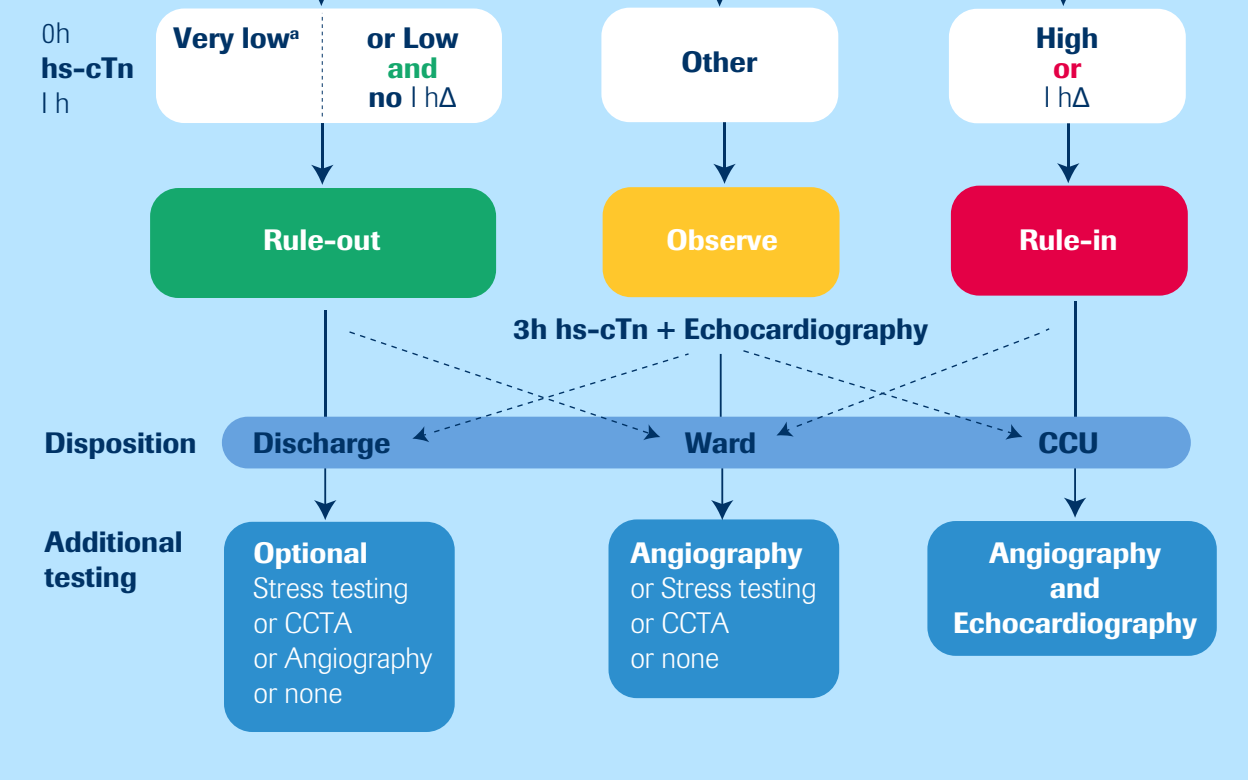 0h
hs-cTn
1 h
Very lowᵃ
or Low
and
no 1 hΔ
Other
High
or
1 hΔ
Rule-out
Observe
Rule-in
3h hs-cTn + Echocardiography
Disposition
Discharge
Ward
CCU
Additional
testing
Optional
Stress testing
or CCTA
or Angiography
or none
Angiography
or Stress testing
or CCTA
or none
Angiography
and
Echocardiography